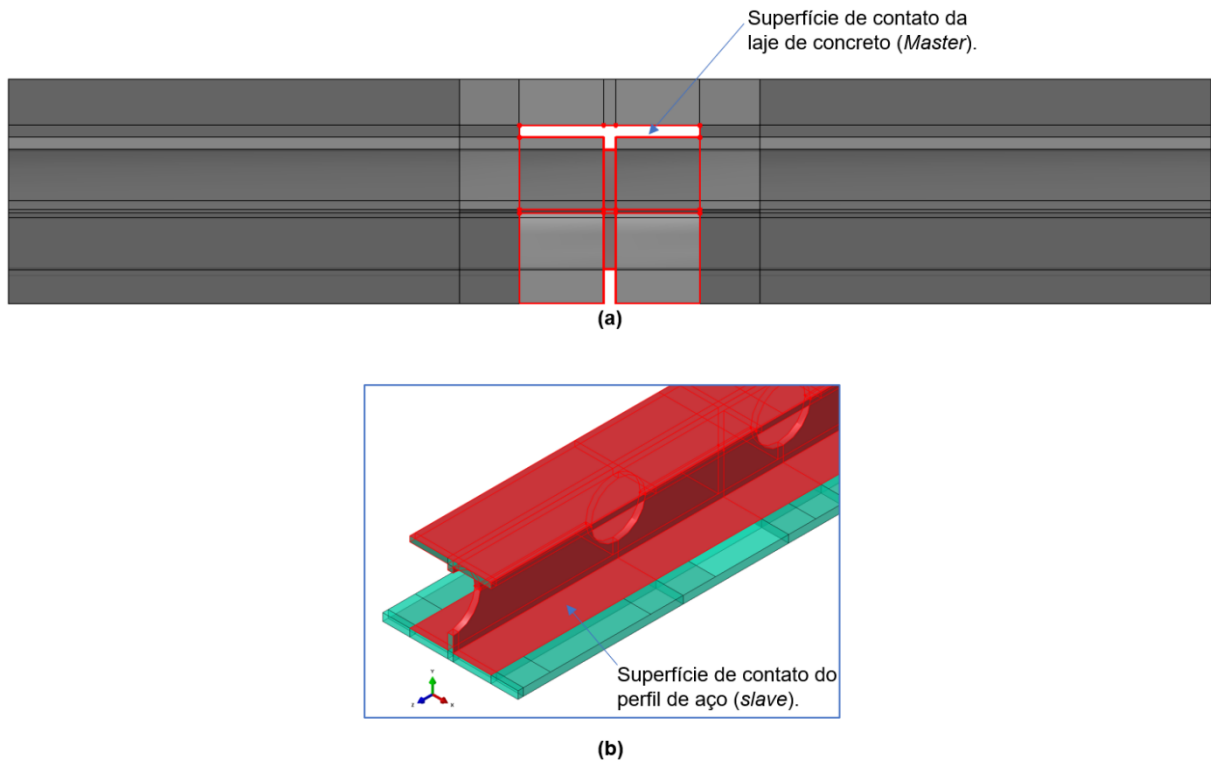 Superfície de contato da
laje de concreto (Master).
(a)
Superfície de contato do
perfil de aço (slave).
Y
Z
X
(b)